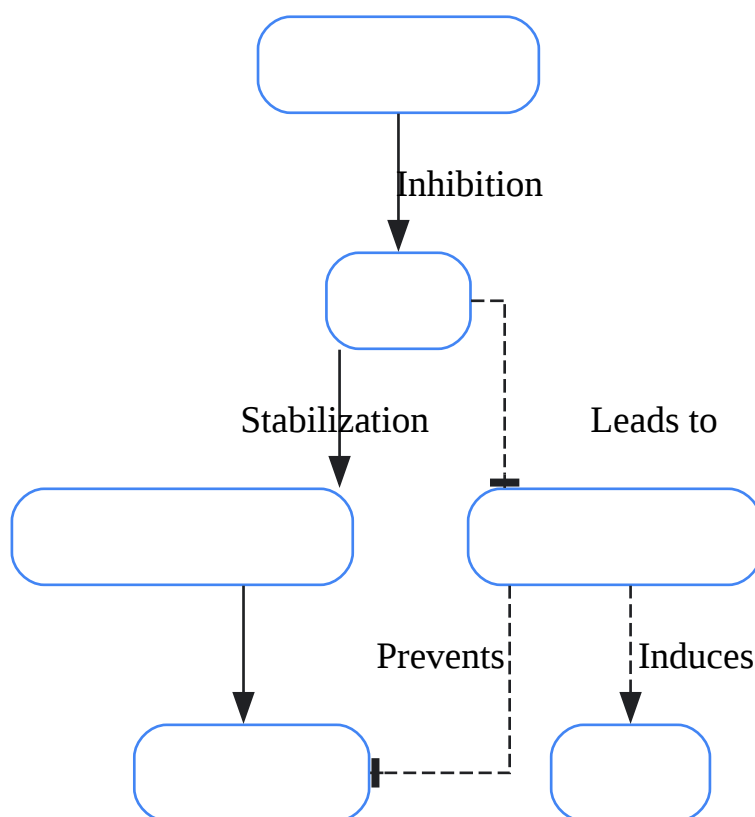 Inhibition
Stabilization
Leads to
Prevents
Induces